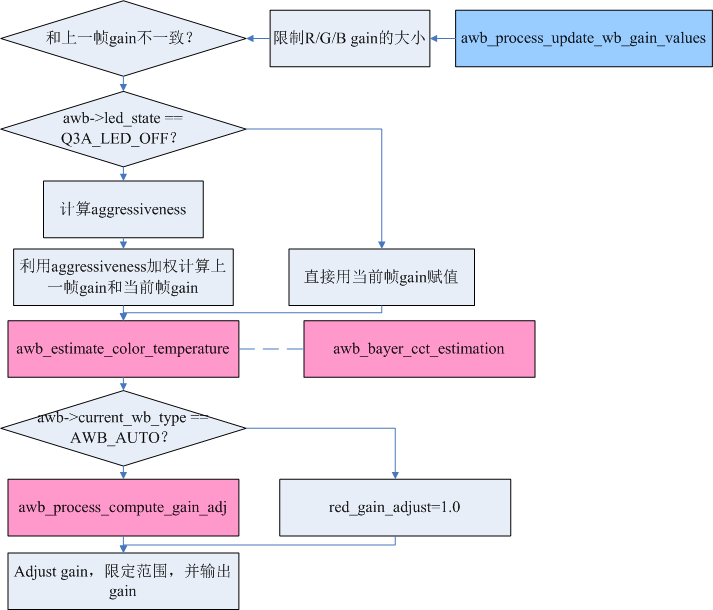 和上一帧gain不一致？
限制R/G/B gain的大小
awb_process_update_wb_gain_values
awb->led_state ==
Q3A_LED_OFF？
计算aggressiveness
利用aggressiveness加权计算上
一帧gain和当前帧gain
直接用当前帧gain赋值
awb_estimate_color_temperature
awb_bayer_cct_estimation
awb->current_wb_type ==
AWB_AUTO？
awb_process_compute_gain_adj
red_gain_adjust=1.0
Adjust gain，限定范围，并输出
gain